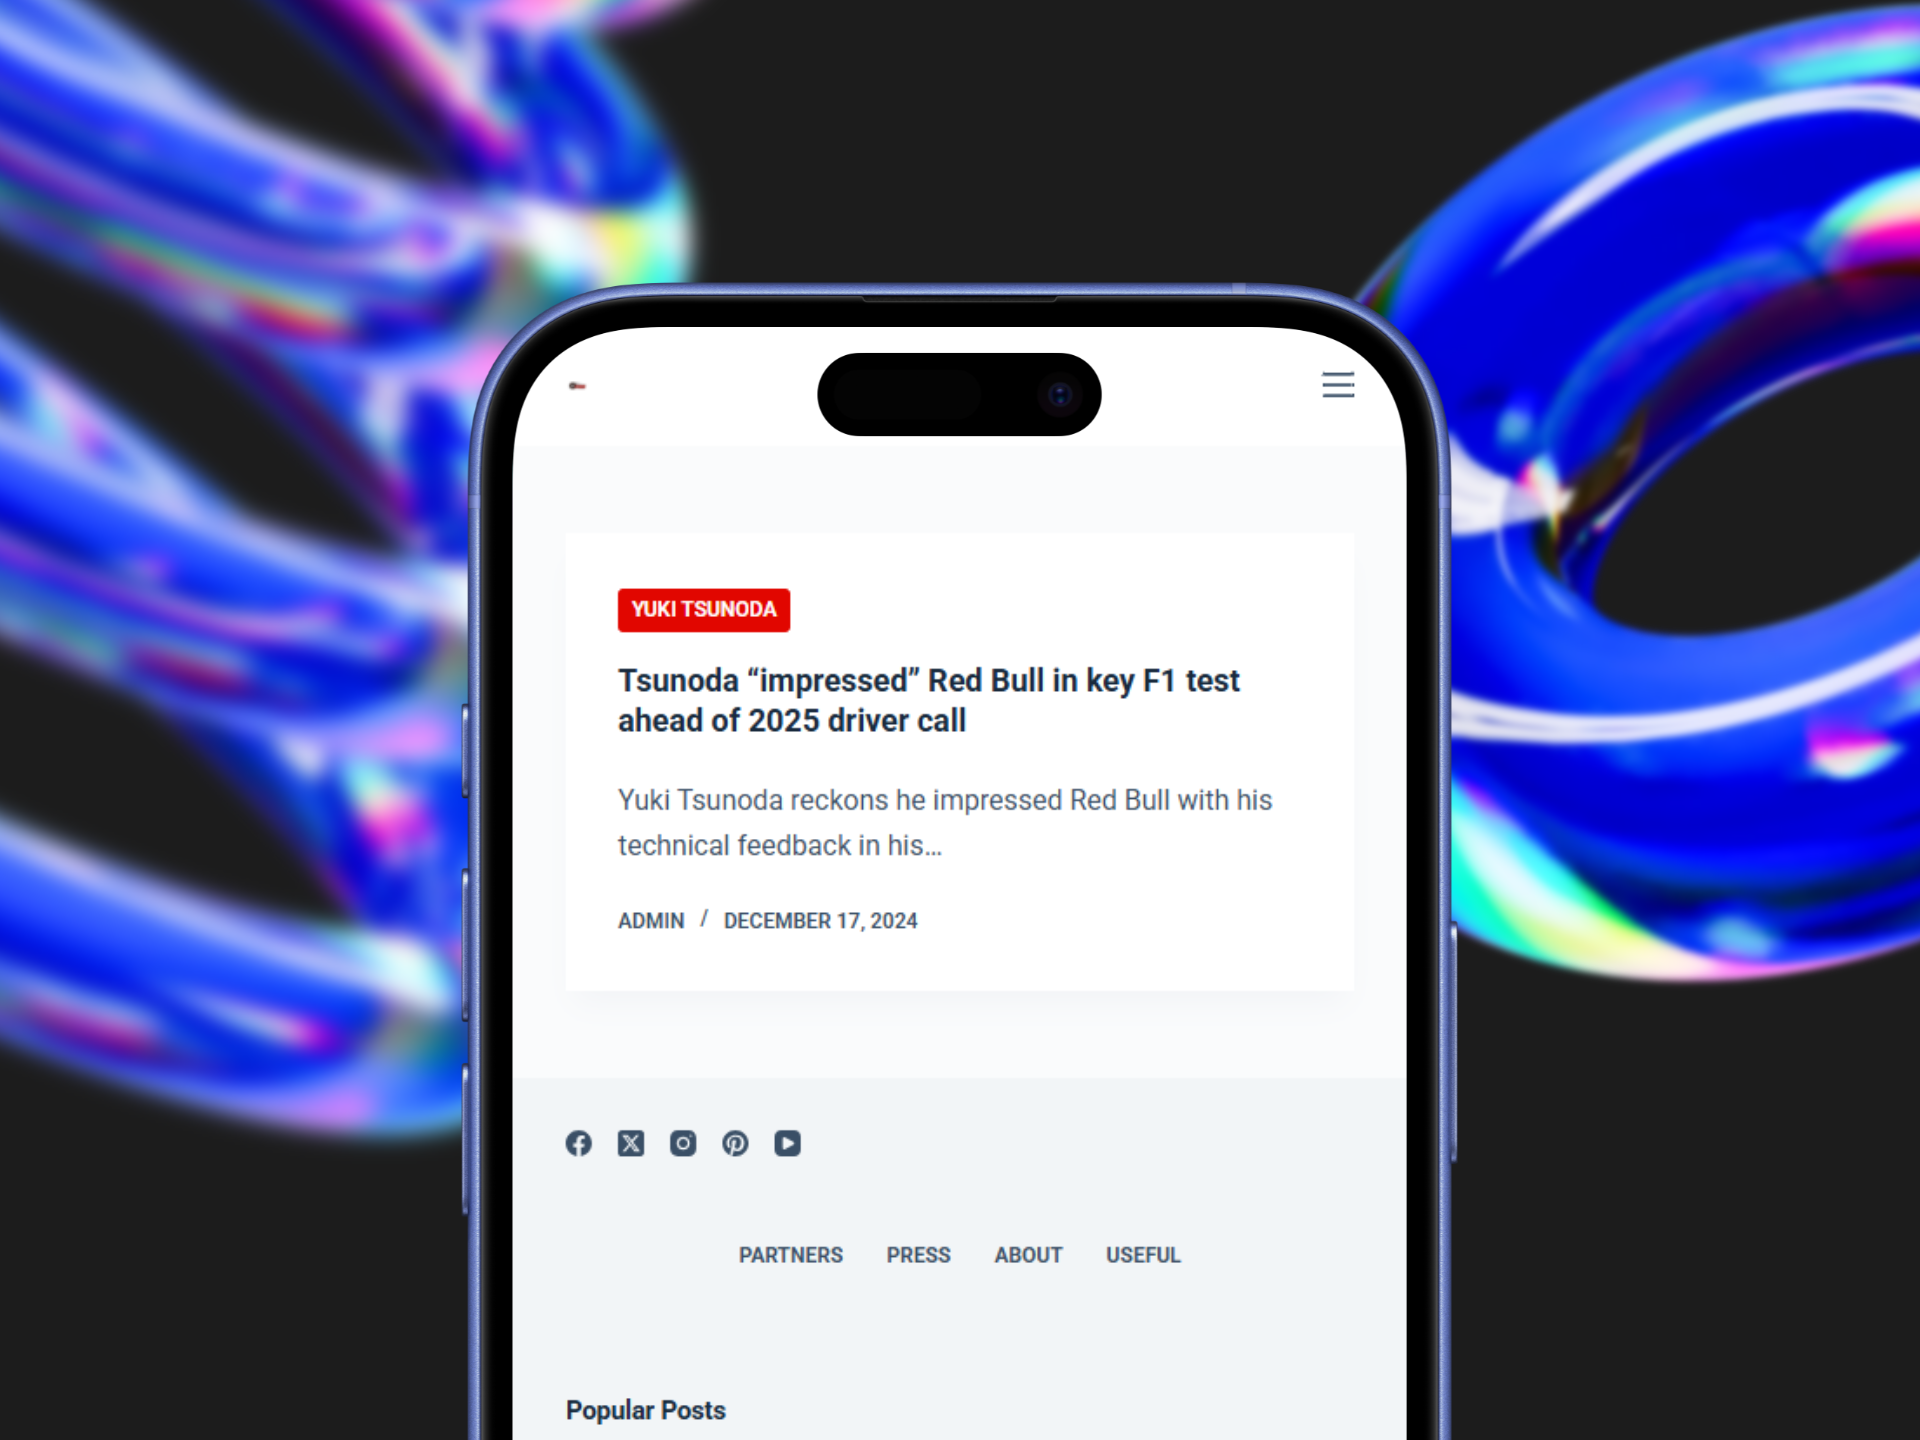 YUKI TSUNODA
Tsunoda “impressed” Red Bull in key F1 test
ahead of 2025 driver call
Yuki Tsunoda reckons he impressed Red Bull with his
technical feedback in his...
ADMIN / DECEMBER 17, 2024
PARTNERS PRESS ABOUT USEFUL
Popular Posts